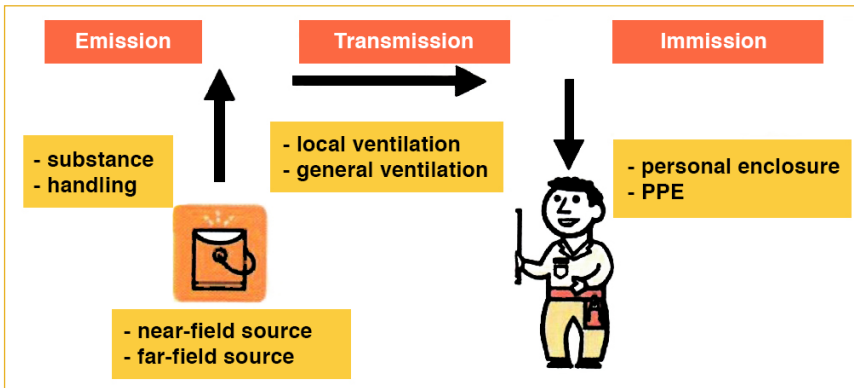 Emission
Transmission
Immission
- substance
- handling
- local ventilation
- general ventilation
- personal enclosure
- PPE
- near-field source
- far-field source